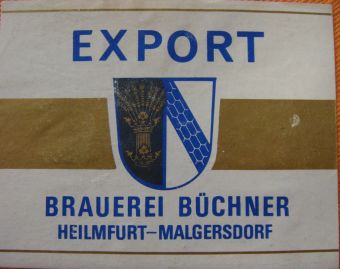 EXPORT
BRAUEREI BÜCHNER
HEILMFURT-MALGERSDORF